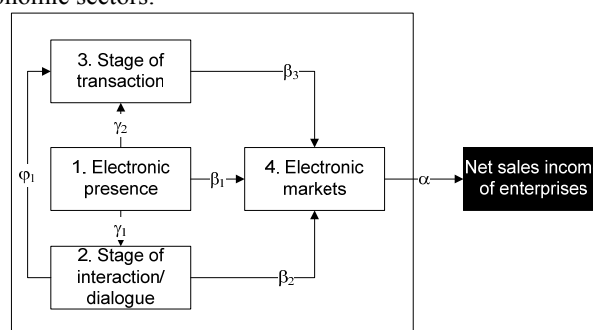 onomic sectors.
3. Stage of
transaction
β3
γ2
φ1
1. Electronic
presence
β1
4. Electronic
markets
α
Net sales incom
of enterprises
γ1
2. Stage of
interaction/
dialogue
β2